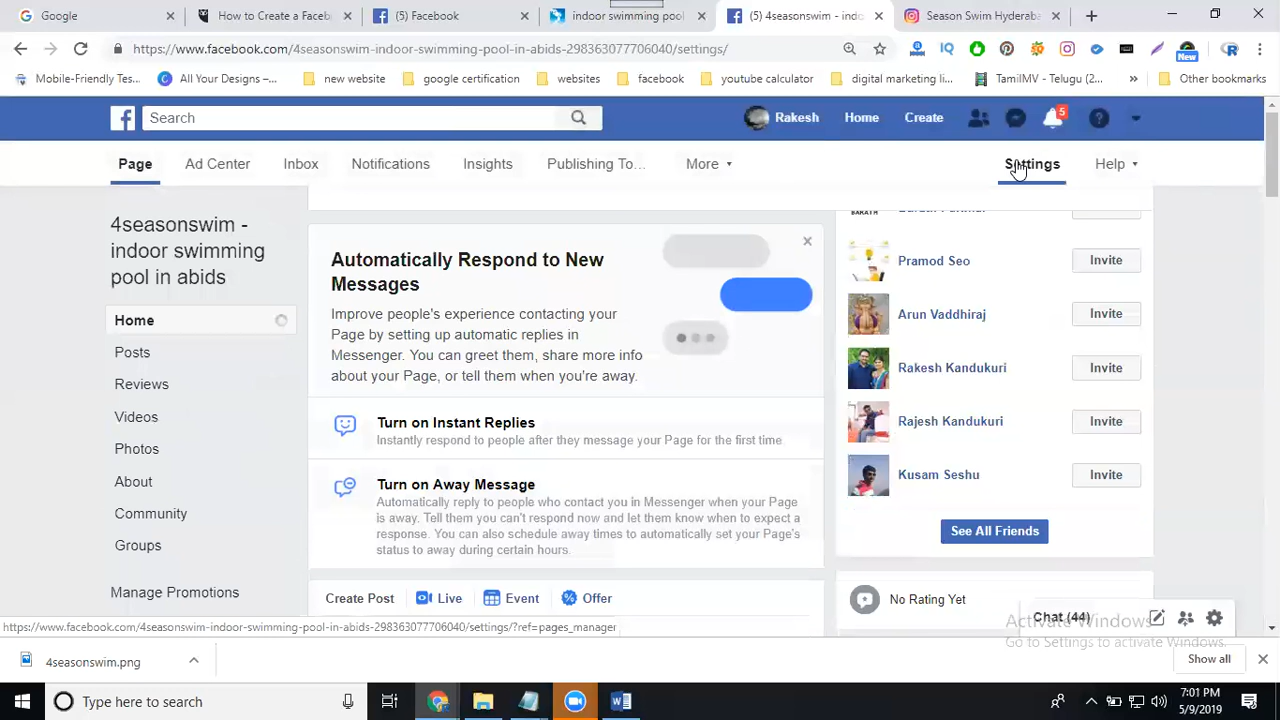 Google
How to Create a Faceb
(5) Facebook
indoor swimming pool
(5) 4seasonswim - indo
Season Swim Hyderaba
https://www.facebook.com/4seasonswim-indoor-swimming-pool-in-abids-298363077706040/settings/
New
Mobile-Friendly Tes...
All Your Designs –...
new website
google certification
websites
facebook
youtube calculator
digital marketing li...
TamilMV - Telugu (2...
Other bookmarks
Search
Rakesh
Home
Create
5
Page
Ad Center
Inbox
Notifications
Insights
Publishing To...
More
Settings
Help
4seasonswim -
indoor swimming
pool in abids
Home
Posts
Reviews
Videos
Photos
About
Community
Groups
Manage Promotions
Automatically Respond to New
Messages
Improve people's experience contacting your
Page by setting up automatic replies in
Messenger. You can greet them, share more info
about your Page, or tell them when you're away.
Turn on Instant Replies
Instantly respond to people after they message your Page for the first time.
Turn on Away Message
Automatically reply to people who contact you in Messenger when your Page
is away. Tell them you can't respond now and let them know when to expect a
response. You can also schedule away times to automatically set your Page's
status to away during certain hours.
Create Post
Live
Event
Offer
BARATH
Invite
Pramod Seo
Invite
Arun Vaddhiraj
Invite
Rakesh Kandukuri
Invite
Rajesh Kandukuri
Invite
Kusam Seshu
Invite
See All Friends
No Rating Yet
Chat (44)
Activate Windows
Go to Settings to activate Windows.
https://www.facebook.com/4seasonswim-indoor-swimming-pool-in-abids-298363077706040/settings/?ref=pages_manager
4seasonswim.png
Show all
Type here to search
7:01 PM
5/9/2019